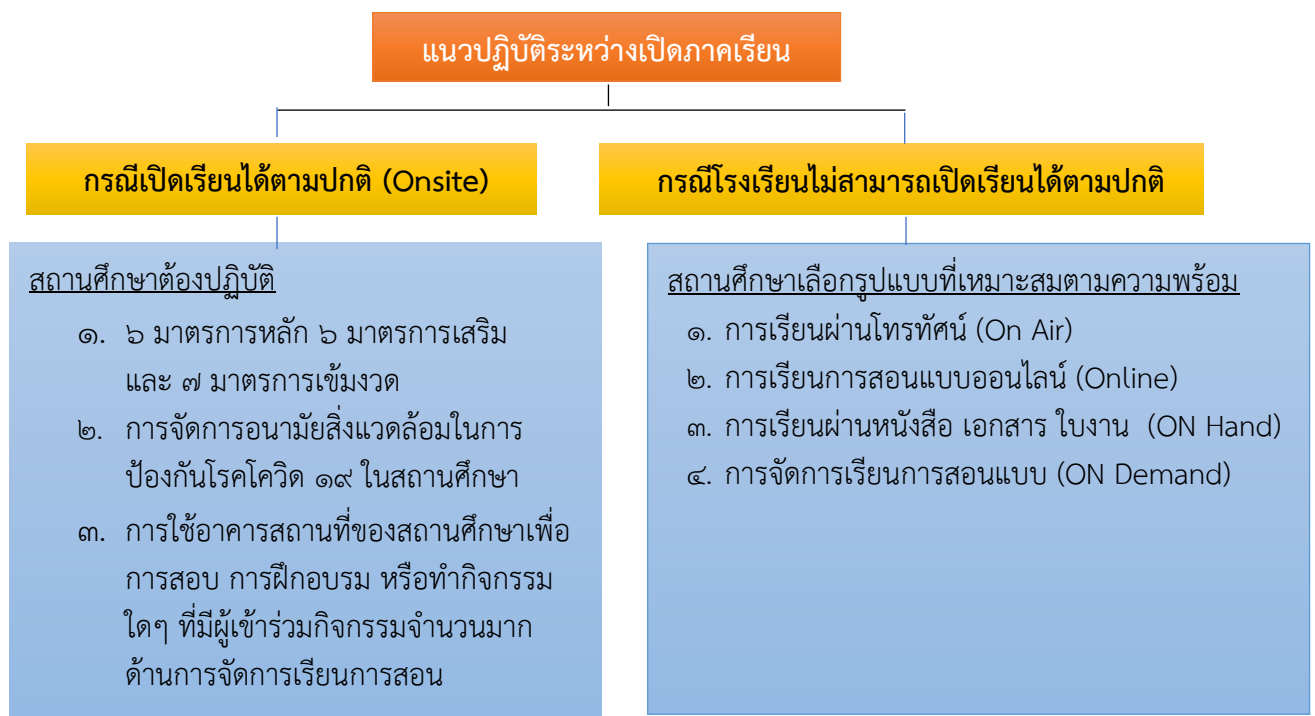 แนวปฏิบัติระหว่างเปิดภาคเรียน
กรณีเปิดเรียนได้ตามปกติ (Onsite)
สถานศึกษาต้องปฏิบัติ
๑. ๖ มาตรการหลัก ๖ มาตรการเสริม
และ ๗ มาตรการเข้มงวด
๒. การจัดการอนามัยสิ่งแวดล้อมในการ
ป้องกันโรคโควิด ๑๙ ในสถานศึกษา
๓. การใช้อาคารสถานที่ของสถานศึกษาเพื่อ
การสอบ การฝึกอบรม หรือทำกิจกรรม
ใดๆ ที่มีผู้เข้าร่วมกิจกรรมจำนวนมาก
ด้านการจัดการเรียนการสอน
กรณีโรงเรียนไม่สามารถเปิดเรียนได้ตามปกติ
สถานศึกษาเลือกรูปแบบที่เหมาะสมตามความพร้อม
๑. การเรียนผ่านโทรทัศน์ (On Air)
๒. การเรียนการสอนแบบออนไลน์ (Online)
๓. การเรียนผ่านหนังสือ เอกสาร ใบงาน (ON Hand)
๔. การจัดการเรียนการสอนแบบ (ON Demand)